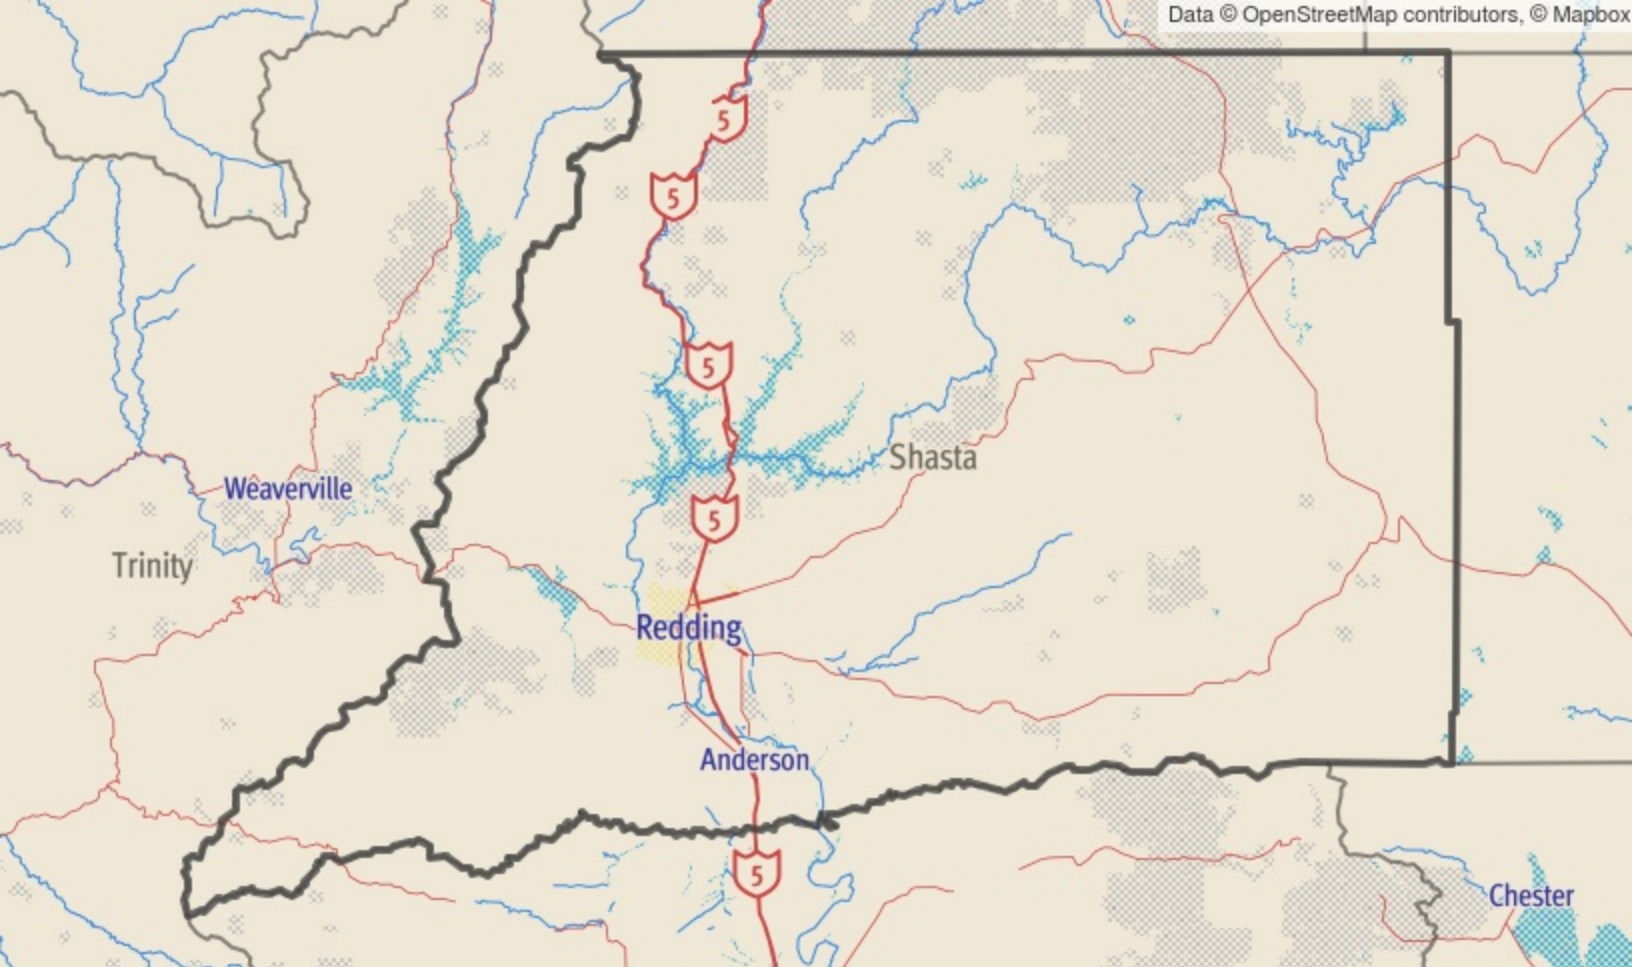 Data © OpenStreetMap contributors, © Mapbox
5
5
5
Shasta
Weaverville
5
Trinity
Redding
Anderson
5
Chester